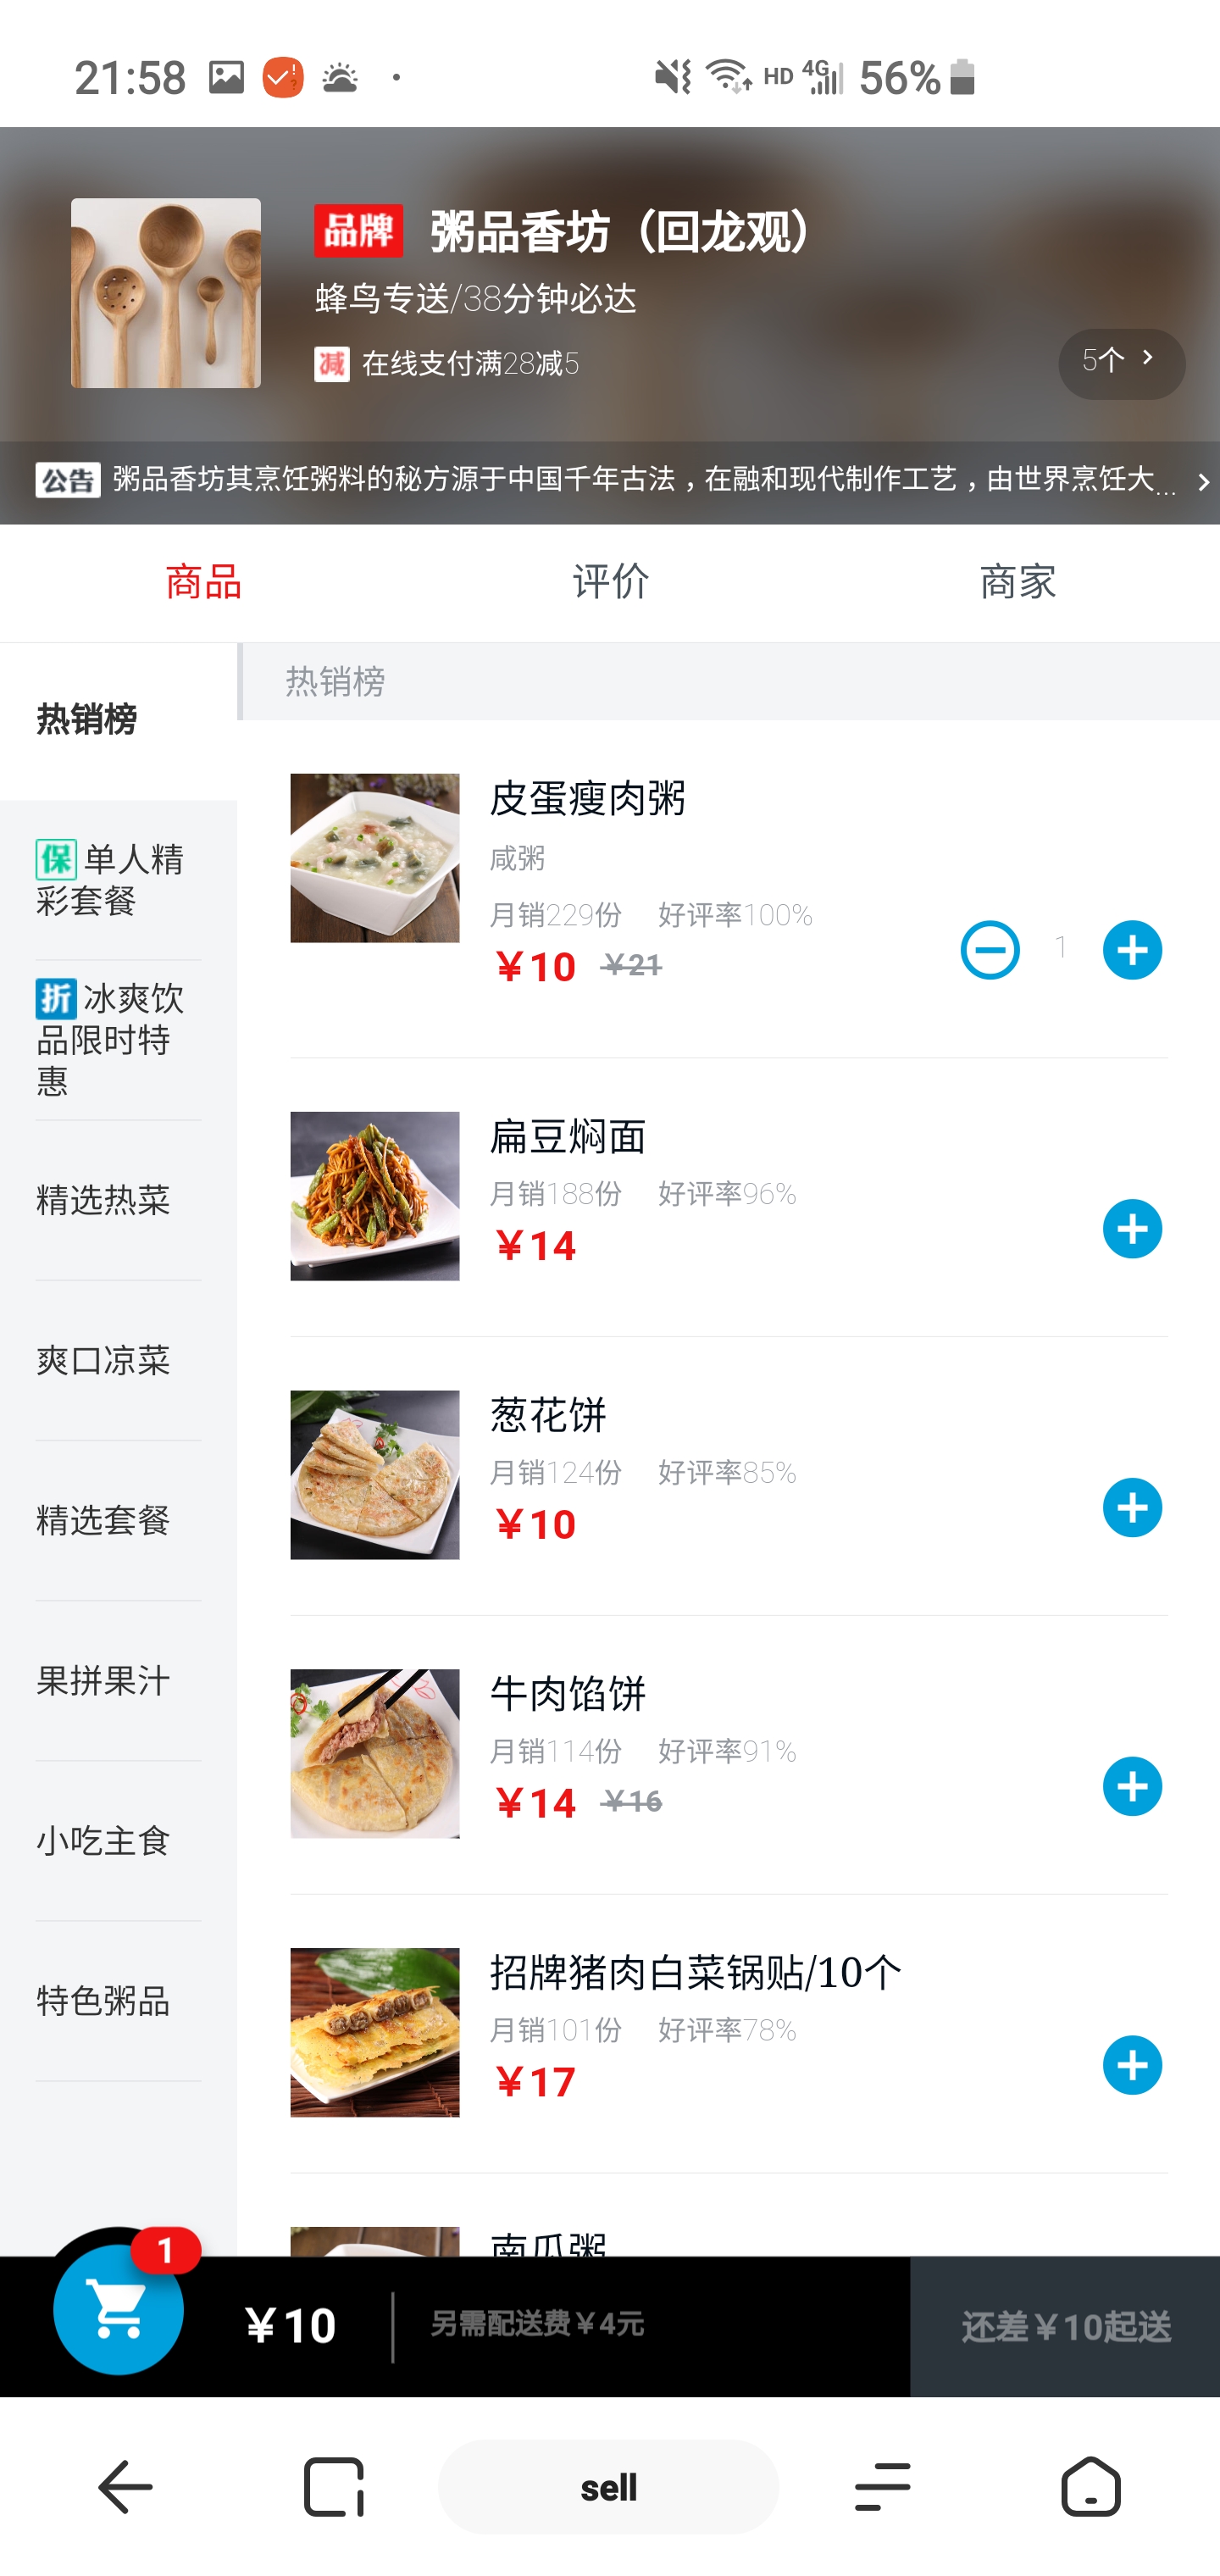 21:58 HD 4G 56%
品牌 粥品香坊（回龙观）
蜂鸟专送/38分钟必达
减 在线支付满28减5
5个
公告 粥品香坊其烹饪粥料的秘方源于中国千年古法，在融和现代制作工艺，由世界烹饪大...
商品 评价 商家
热销榜
保 单人精
彩套餐
折 冰爽饮
品限时特
惠
精选热菜
爽口凉菜
精选套餐
果拼果汁
小吃主食
特色粥品
热销榜
皮蛋瘦肉粥
咸粥
月销229份 好评率100%
￥10 ￥21
1
扁豆焖面
月销188份 好评率96%
￥14
葱花饼
月销124份 好评率85%
￥10
牛肉馅饼
月销114份 好评率91%
￥14 ￥16
招牌猪肉白菜锅贴/10个
月销101份 好评率78%
￥17
南瓜粥
1
￥10 另需配送费￥4元 还差￥10起送
sell